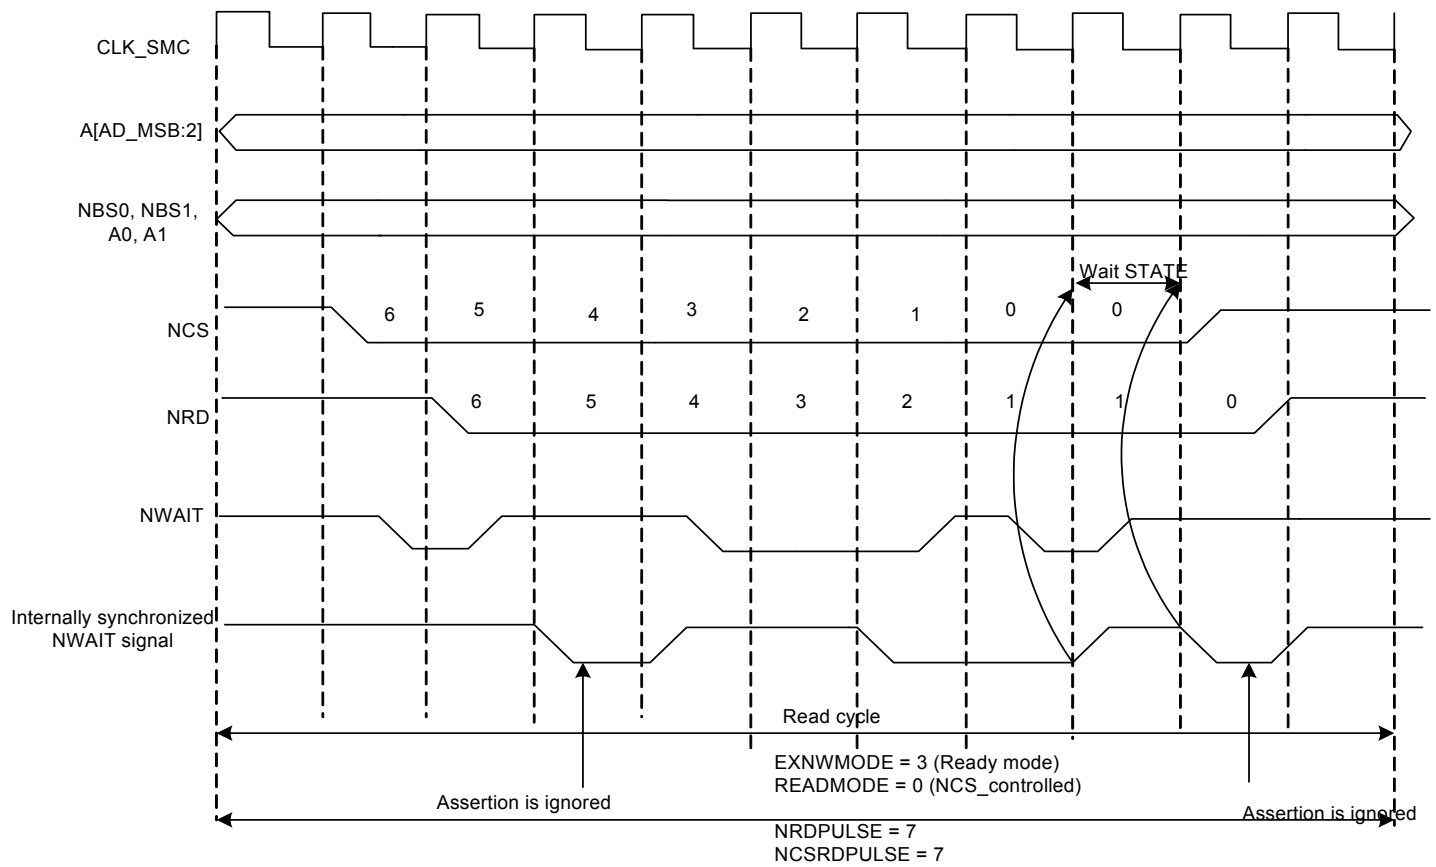 CLK_SMC
A[AD_MSB:2]
NBS0, NBS1,
A0, A1
Wait STATE
NCS
6 5 4 3 2 1 0 0
NRD
6 5 4 3 2 1 1 0
NWAIT
Internally synchronized
NWAIT signal
Read cycle
EXNWMODE = 3 (Ready mode)
READMODE = 0 (NCS_controlled)
Assertion is ignored
Assertion is ignored
NRDPULSE = 7
NCSRDPULSE = 7